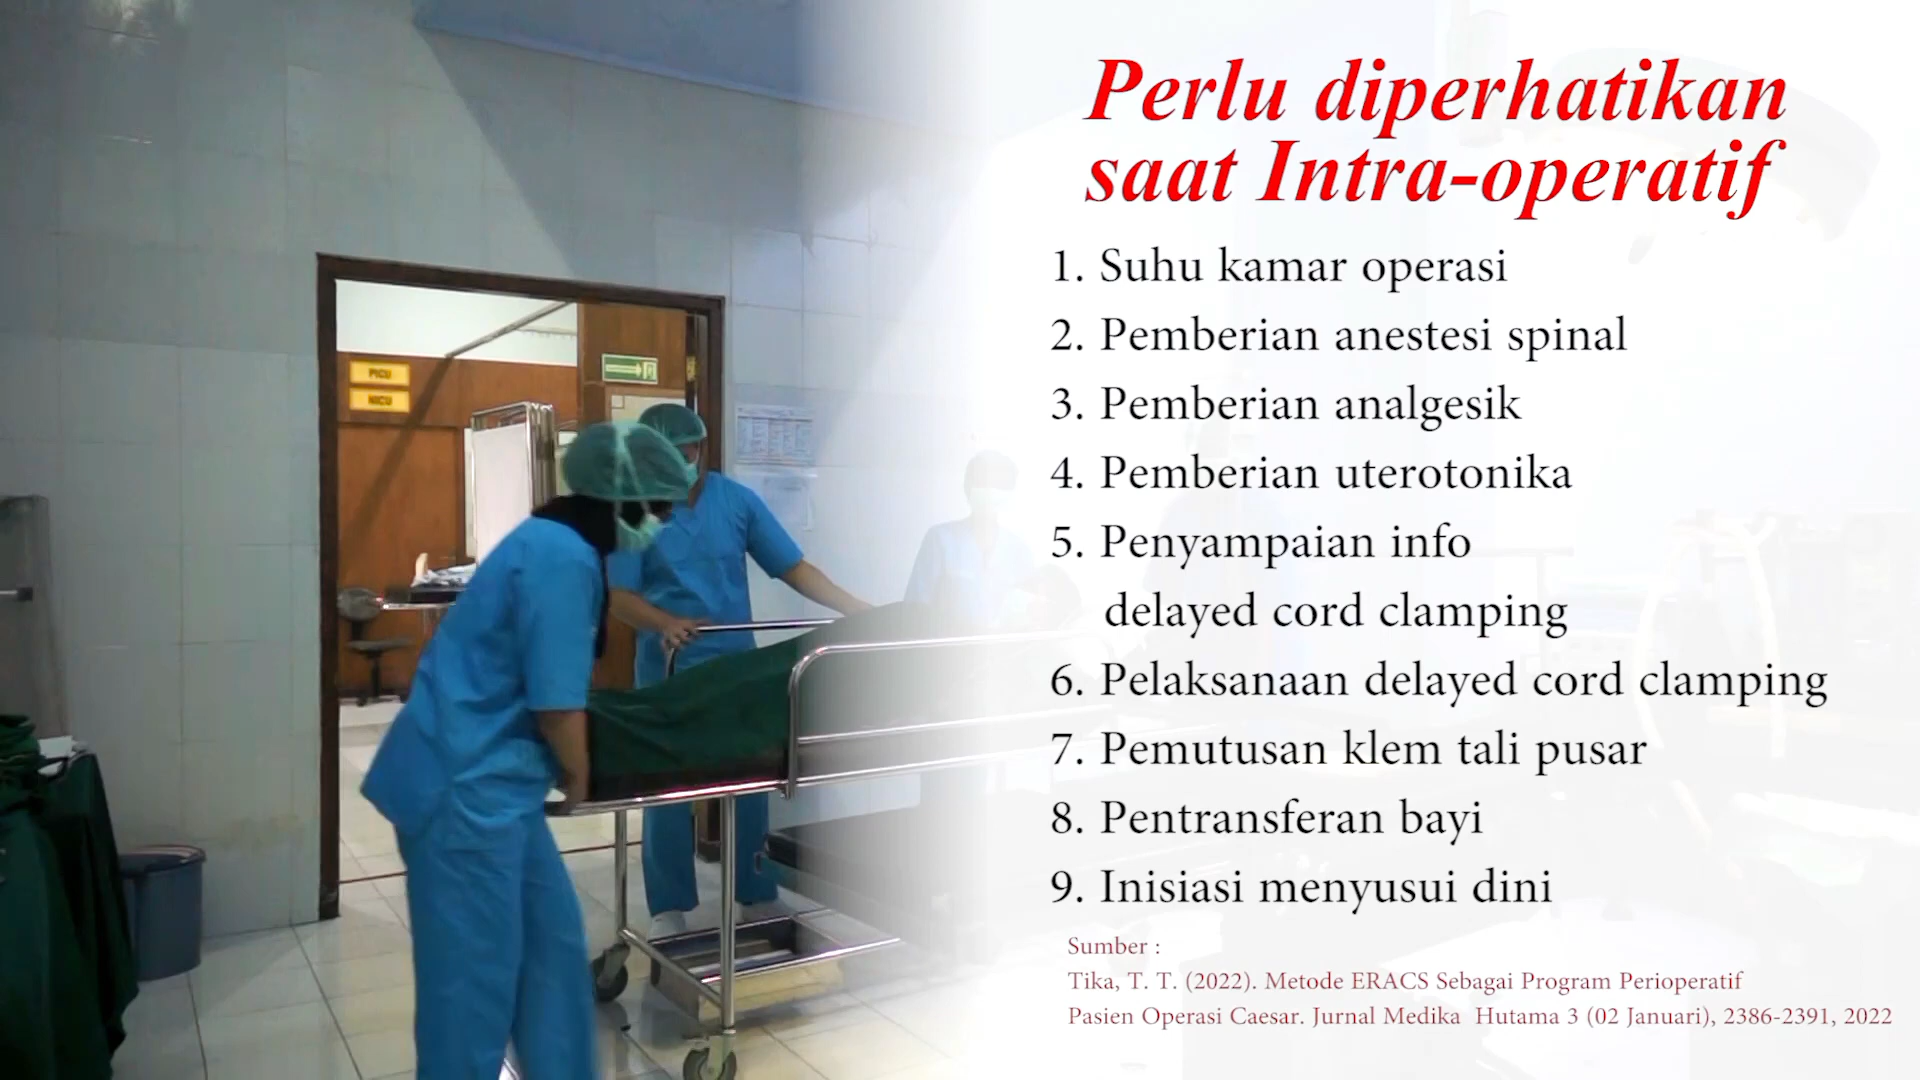 Perlu diperhatikan
saat Intra-operatif
1. Suhu kamar operasi
2. Pemberian anestesi spinal
3. Pemberian analgesik
4. Pemberian uterotonika
5. Penyampaian info
delayed cord clamping
6. Pelaksanaan delayed cord clamping
7. Pemutusan klem tali pusar
8. Pentransferan bayi
9. Inisiasi menyusui dini
Sumber :
Tika, T. T. (2022). Metode ERACS Sebagai Program Perioperatif
Pasien Operasi Caesar. Jurnal Medika  Hutama 3 (02 Januari), 2386-2391, 2022
PICU
NICU